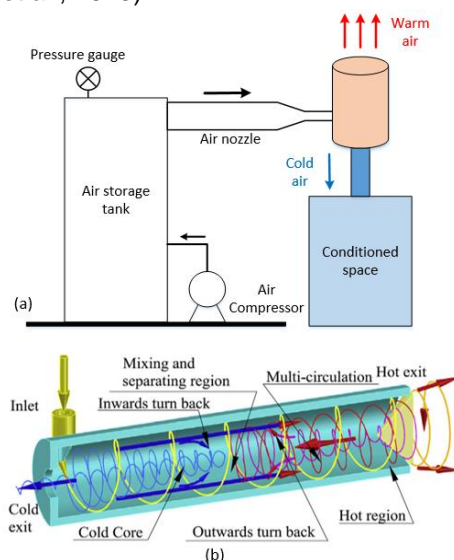 Pressure gauge
Warm
air
Air nozzle
Cold
air
Air storage
tank
Conditioned
space
Air
Compressor
(a)
Mixing and
separating region
Multi-circulation
Hot exit
Inlet
Inwards turn back
Cold
exit
Cold Core
Outwards turn back
Hot region
(b)